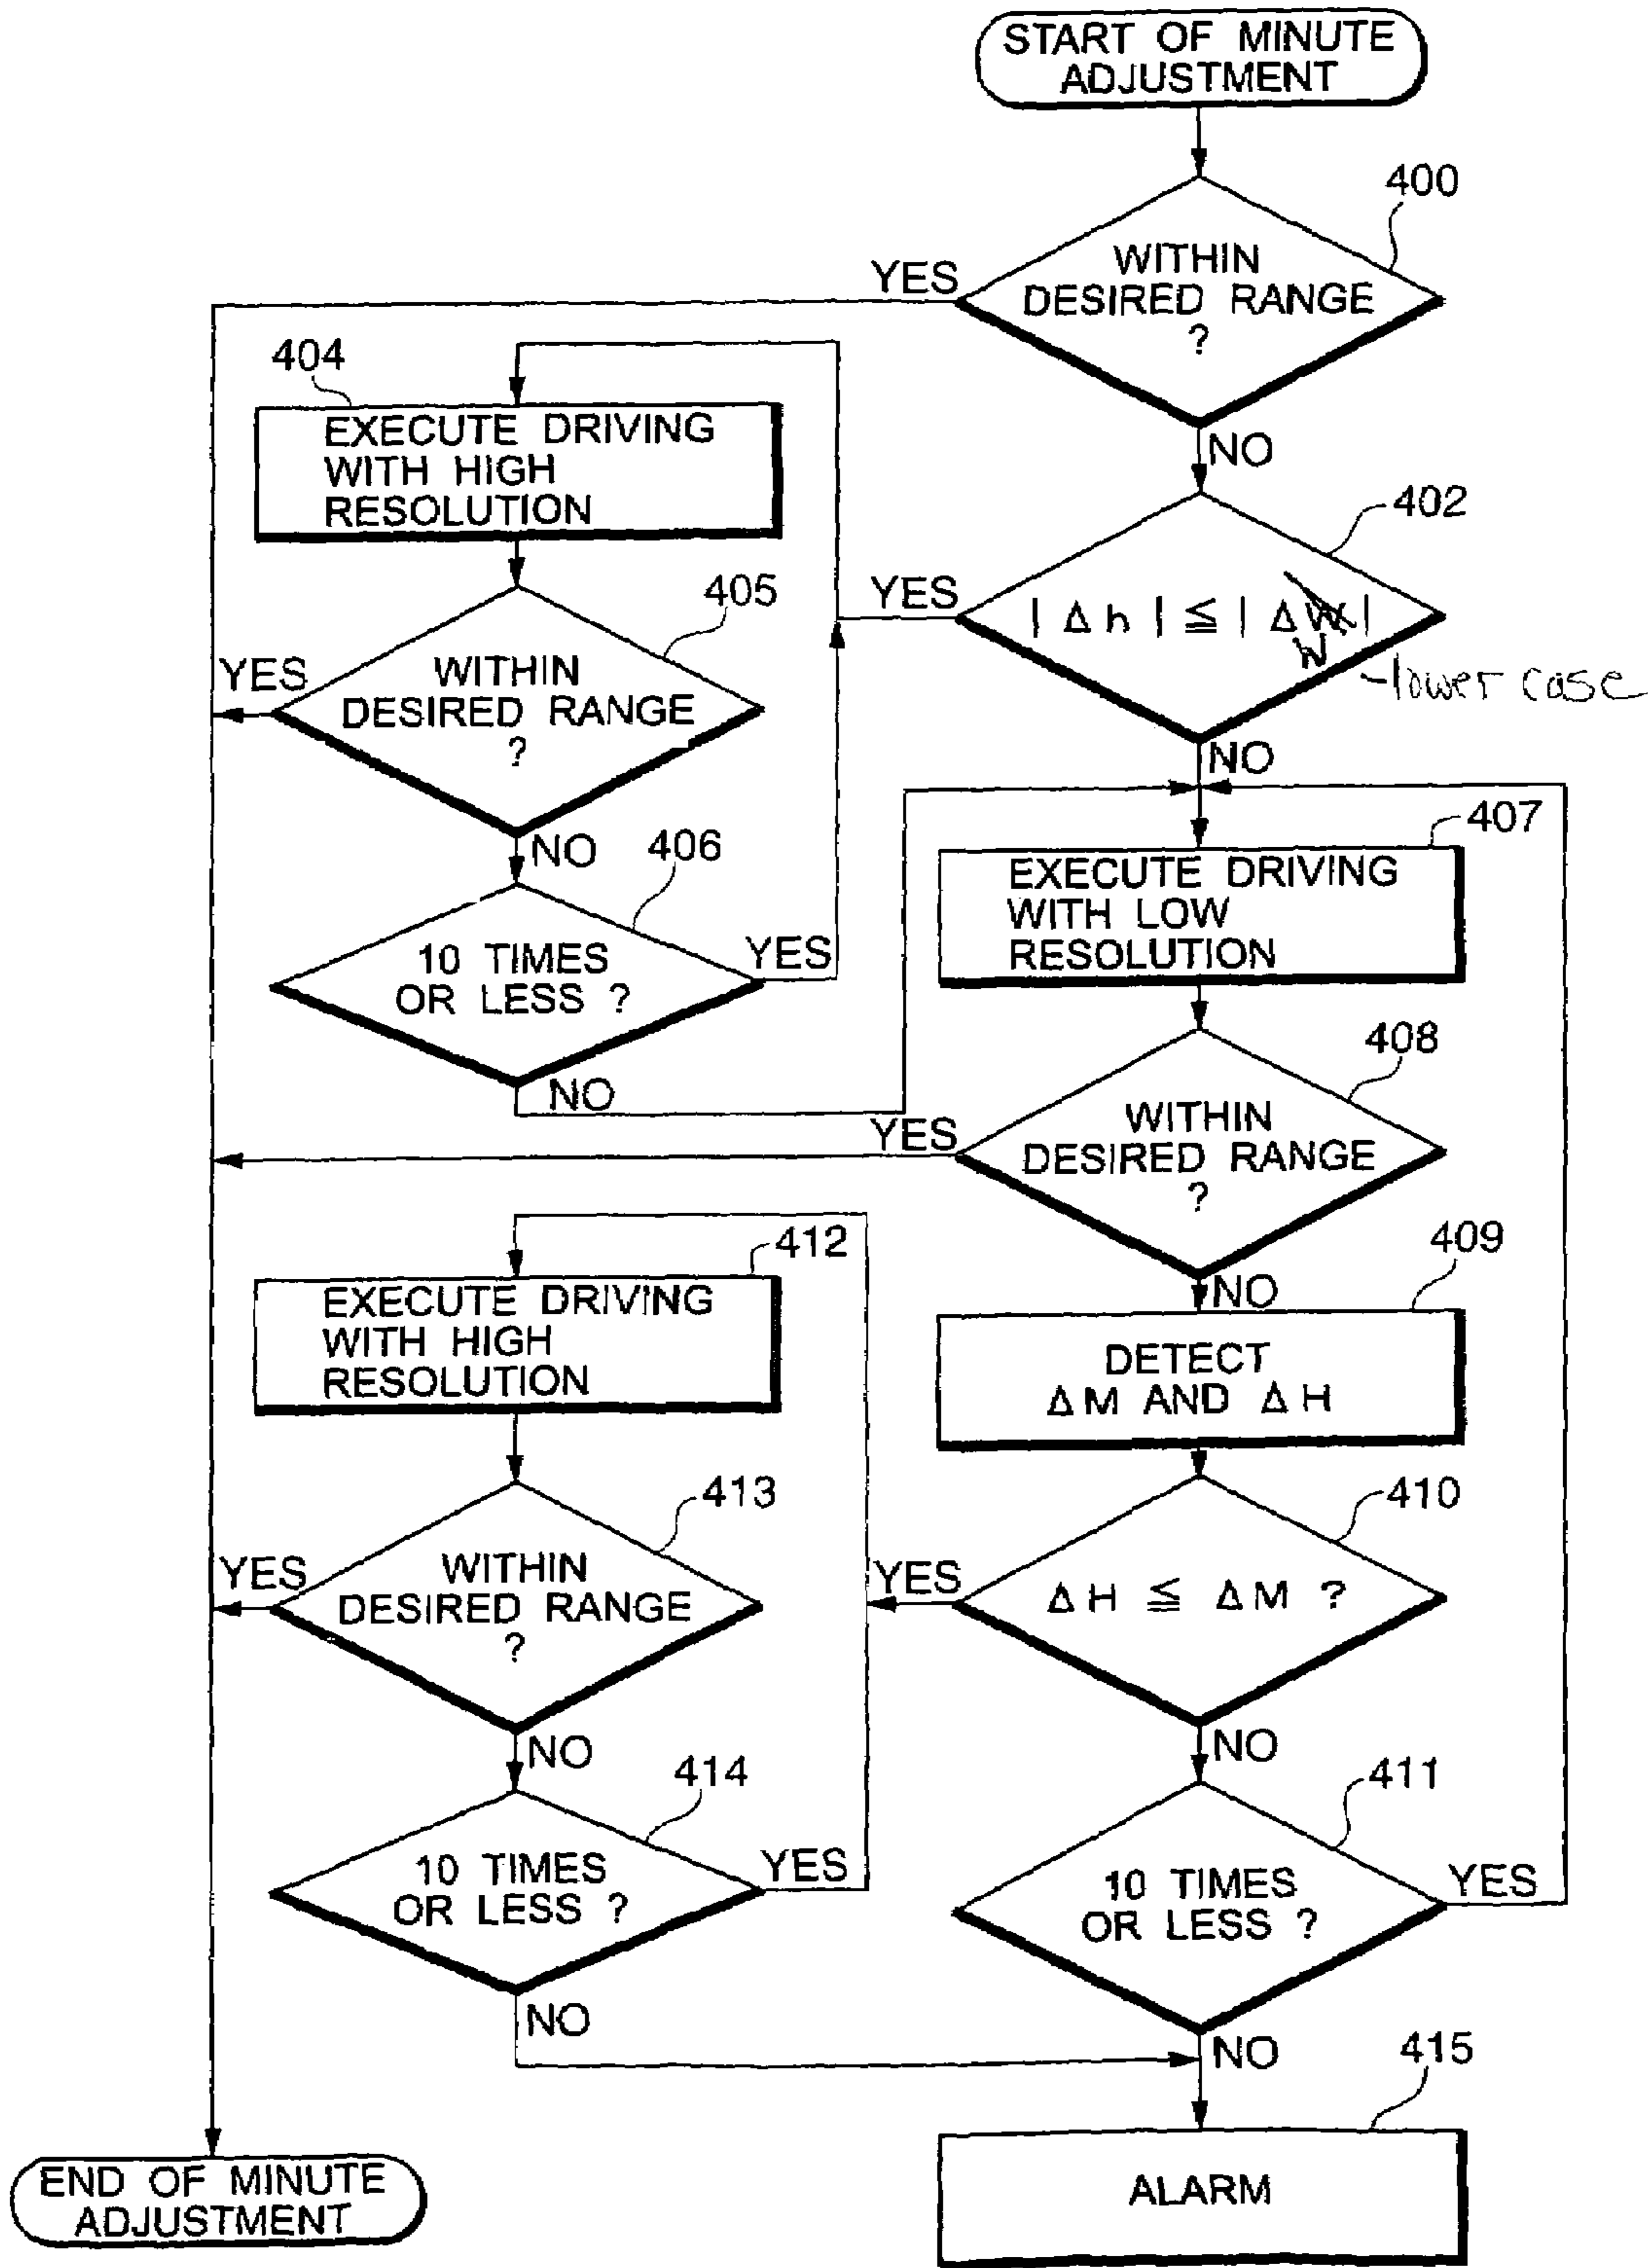 START OF MINUTE
ADJUSTMENT
400
WITHIN
DESIRED RANGE
?
YES
NO
402
| Δh | ≦ | Δw |
lower case
YES
NO
404
EXECUTE DRIVING
WITH HIGH
RESOLUTION
405
WITHIN
DESIRED RANGE
?
YES
NO
406
10 TIMES
OR LESS ?
YES
NO
407
EXECUTE DRIVING
WITH LOW
RESOLUTION
408
WITHIN
DESIRED RANGE
?
YES
NO
409
DETECT
ΔM AND ΔH
410
ΔH ≦ ΔM ?
YES
NO
411
10 TIMES
OR LESS ?
YES
NO
412
EXECUTE DRIVING
WITH HIGH
RESOLUTION
413
WITHIN
DESIRED RANGE
?
YES
NO
414
10 TIMES
OR LESS ?
YES
NO
415
ALARM
END OF MINUTE
ADJUSTMENT